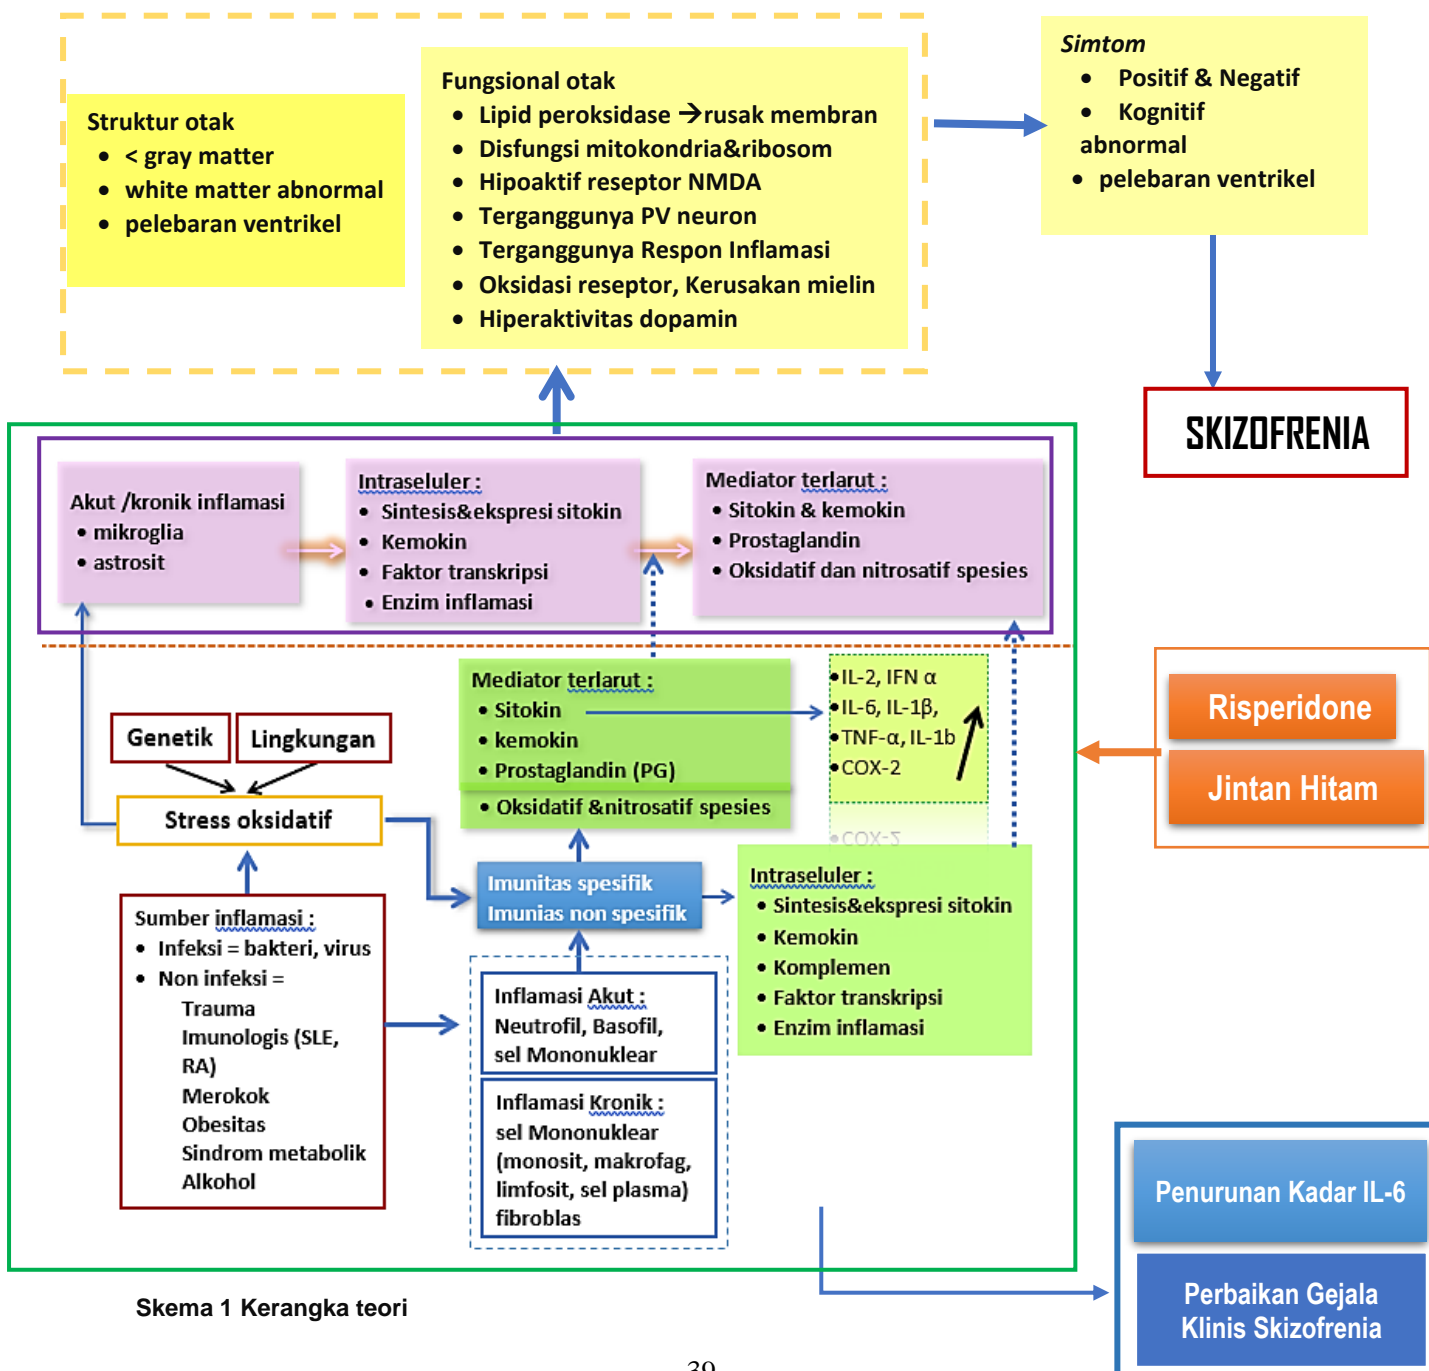 Struktur otak
• < gray matter
• white matter abnormal
• pelebaran ventrikel
Fungsional otak
• Lipid peroksidase →rusak membran
• Disfungsi mitokondria&ribosom
• Hipoaktif reseptor NMDA
• Terganggunya PV neuron
• Terganggunya Respon Inflamasi
• Oksidasi reseptor, Kerusakan mielin
• Hiperaktivitas dopamin
Simtom
• Positif & Negatif
• Kognitif
abnormal
• pelebaran ventrikel
SKIZOFRENIA
Akut /kronik inflamasi
• mikroglia
• astrosit
Intraseluler :
• Sintesis&ekspresi sitokin
• Kemokin
• Faktor transkripsi
• Enzim inflamasi
Mediator terlarut :
• Sitokin & kemokin
• Prostaglandin
• Oksidatif dan nitrosatif spesies
Genetik
Lingkungan
Stress oksidatif
Mediator terlarut :
• Sitokin
• kemokin
• Prostaglandin (PG)
• Oksidatif &nitrosatif spesies
•IL-2, IFN α
•IL-6, IL-1β,
•TNF-α, IL-1b
•COX-2
•COX-2
Risperidone
Jintan Hitam
Imunitas spesifik
Imunias non spesifik
Intraseluler :
• Sintesis&ekspresi sitokin
• Kemokin
• Komplemen
• Faktor transkripsi
• Enzim inflamasi
Sumber inflamasi :
• Infeksi = bakteri, virus
• Non infeksi =
Trauma
Imunologis (SLE,
RA)
Merokok
Obesitas
Sindrom metabolik
Alkohol
Inflamasi Akut :
Neutrofil, Basofil,
sel Mononuklear
Inflamasi Kronik :
sel Mononuklear
(monosit, makrofag,
limfosit, sel plasma)
fibroblas
Penurunan Kadar IL-6
Perbaikan Gejala
Klinis Skizofrenia
Skema 1 Kerangka teori
39